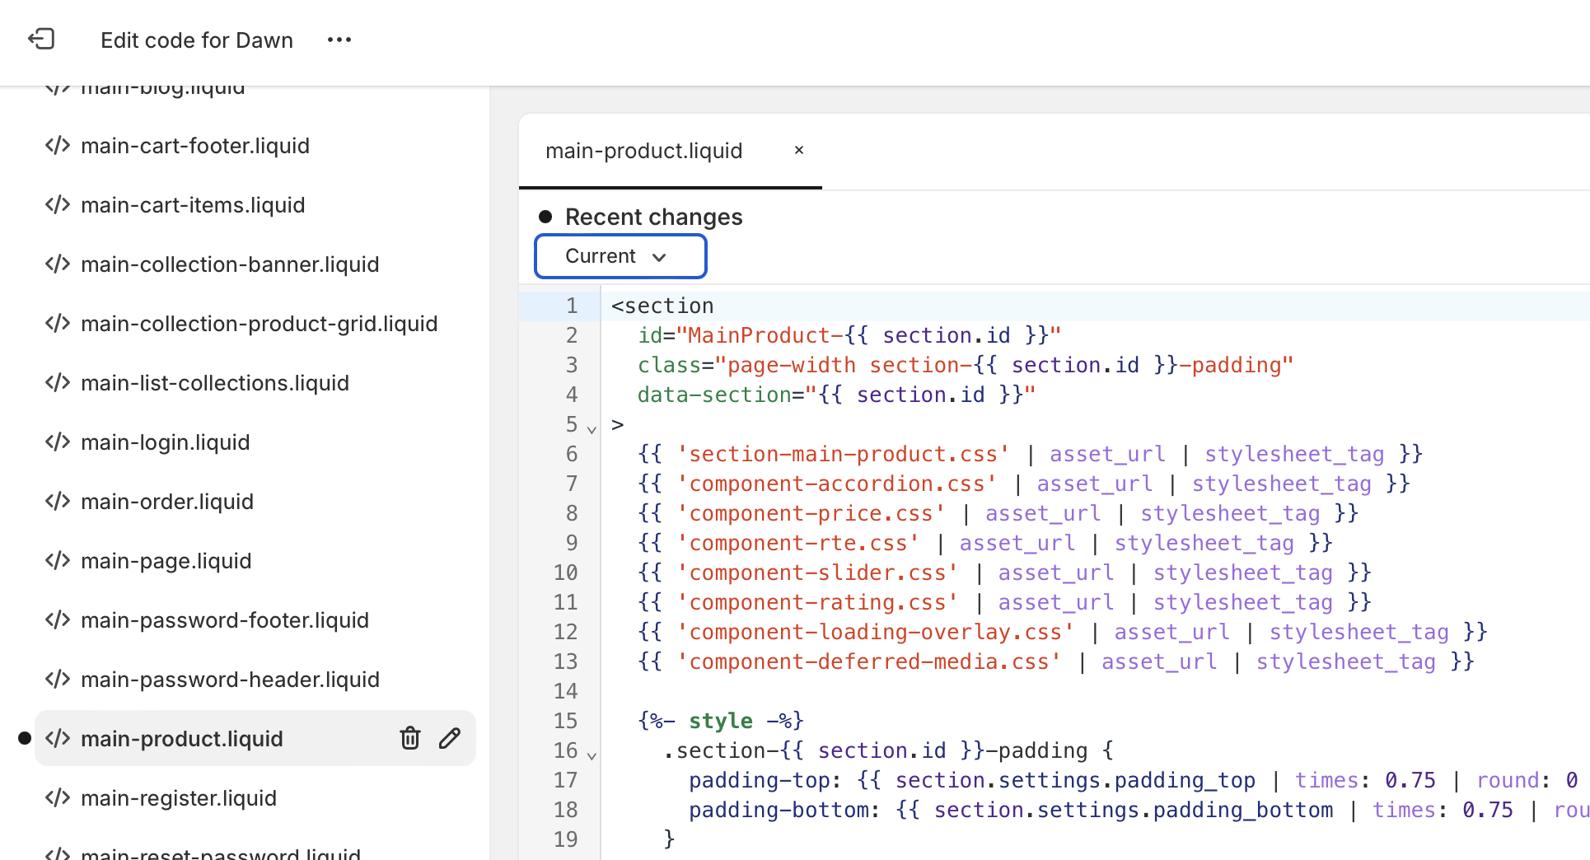 Edit code for Dawn
main-blog.liquid
main-cart-footer.liquid
main-cart-items.liquid
main-collection-banner.liquid
main-collection-product-grid.liquid
main-list-collections.liquid
main-login.liquid
main-order.liquid
main-page.liquid
main-password-footer.liquid
main-password-header.liquid
main-product.liquid
main-register.liquid
main-reset-password.liquid
main-product.liquid ×
Recent changes
Current
1 <section
2 id="MainProduct-{{ section.id }}"
3 class="page-width section-{{ section.id }}-padding"
4 data-section="{{ section.id }}"
5 >
6 {{ 'section-main-product.css' | asset_url | stylesheet_tag }}
7 {{ 'component-accordion.css' | asset_url | stylesheet_tag }}
8 {{ 'component-price.css' | asset_url | stylesheet_tag }}
9 {{ 'component-rte.css' | asset_url | stylesheet_tag }}
10 {{ 'component-slider.css' | asset_url | stylesheet_tag }}
11 {{ 'component-rating.css' | asset_url | stylesheet_tag }}
12 {{ 'component-loading-overlay.css' | asset_url | stylesheet_tag }}
13 {{ 'component-deferred-media.css' | asset_url | stylesheet_tag }}
14
15 {%- style -%}
16 .section-{{ section.id }}-padding {
17 padding-top: {{ section.settings.padding_top | times: 0.75 | round: 0
18 padding-bottom: {{ section.settings.padding_bottom | times: 0.75 | rou
19 }